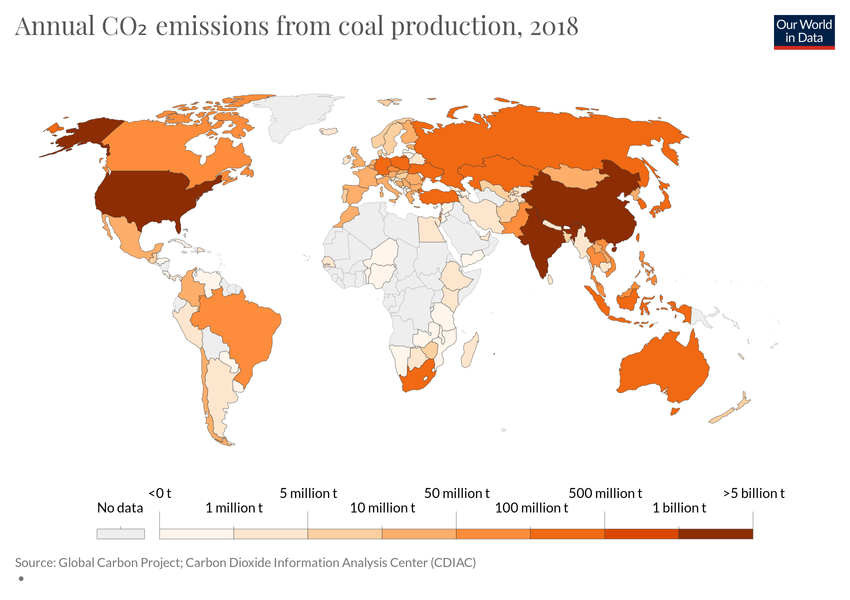 Annual CO₂ emissions from coal production, 2018
Our World
in Data
<0 t
5 million t
50 million t
500 million t
>5 billion t
No data
1 million t
10 million t
100 million t
1 billion t
Source: Global Carbon Project; Carbon Dioxide Information Analysis Center (CDIAC)